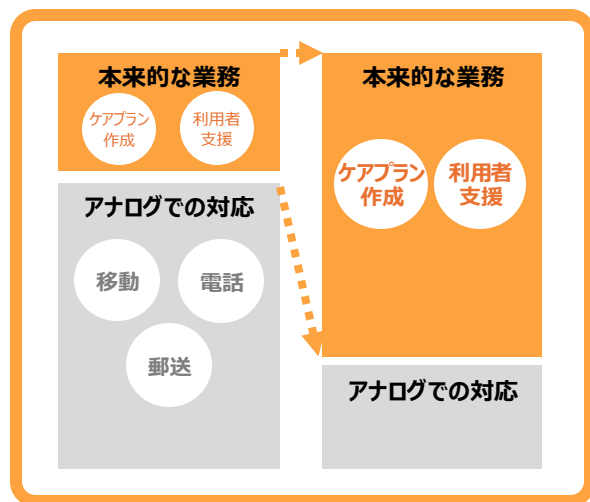 本来的な業務
ケアプラン
作成
利用者
支援
アナログでの対応
移動
電話
郵送
本来的な業務
ケアプラン
作成
利用者
支援
アナログでの対応